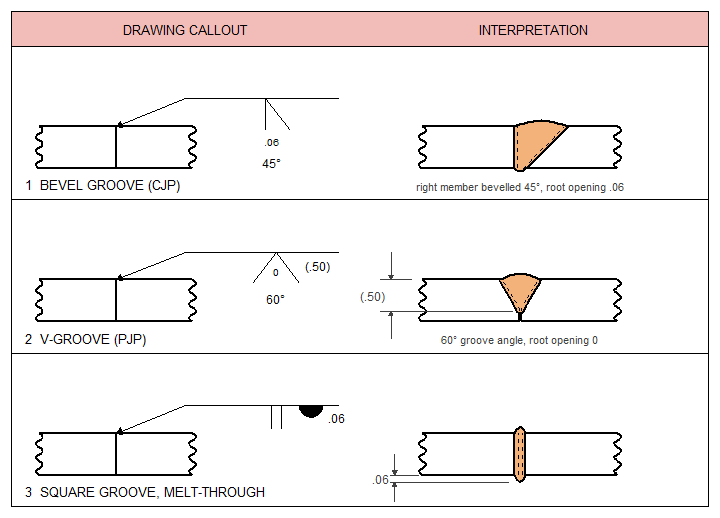 DRAWING CALLOUT
INTERPRETATION
.06
45°
1 BEVEL GROOVE (CJP)
right member bevelled 45°, root opening .06
0
(.50)
60°
(.50)
2 V-GROOVE (PJP)
60° groove angle, root opening 0
.06
.06
3 SQUARE GROOVE, MELT-THROUGH